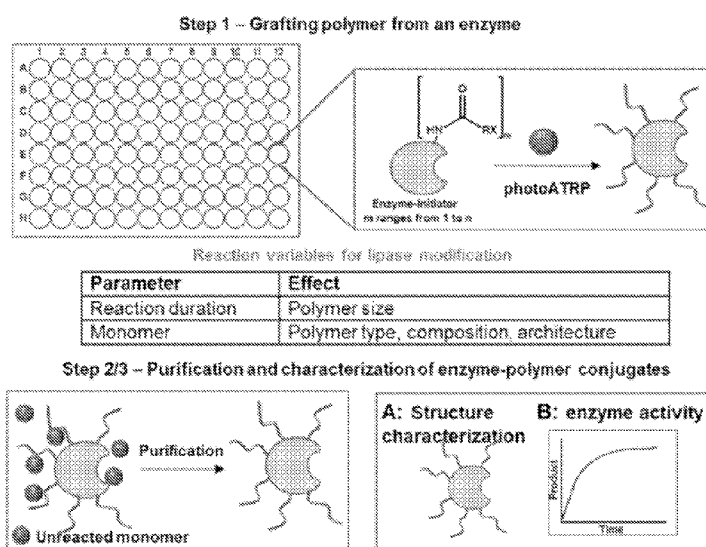 Step 1 – Grafting polymer from an enzyme
1 2 3 4 5 6 7 8 9 10 11 12
A
B
C
D
E
F
G
H
O
HN
RX
m
Enzyme-Initiator
m ranges from 1 to n
photoATRP
Reaction variables for lipase modification
Parameter Effect
Reaction duration Polymer size
Monomer Polymer type, composition, architecture
Step 2/3 – Purification and characterization of enzyme-polymer conjugates
Purification
Unreacted monomer
A: Structure characterization
B: enzyme activity
Product
Time